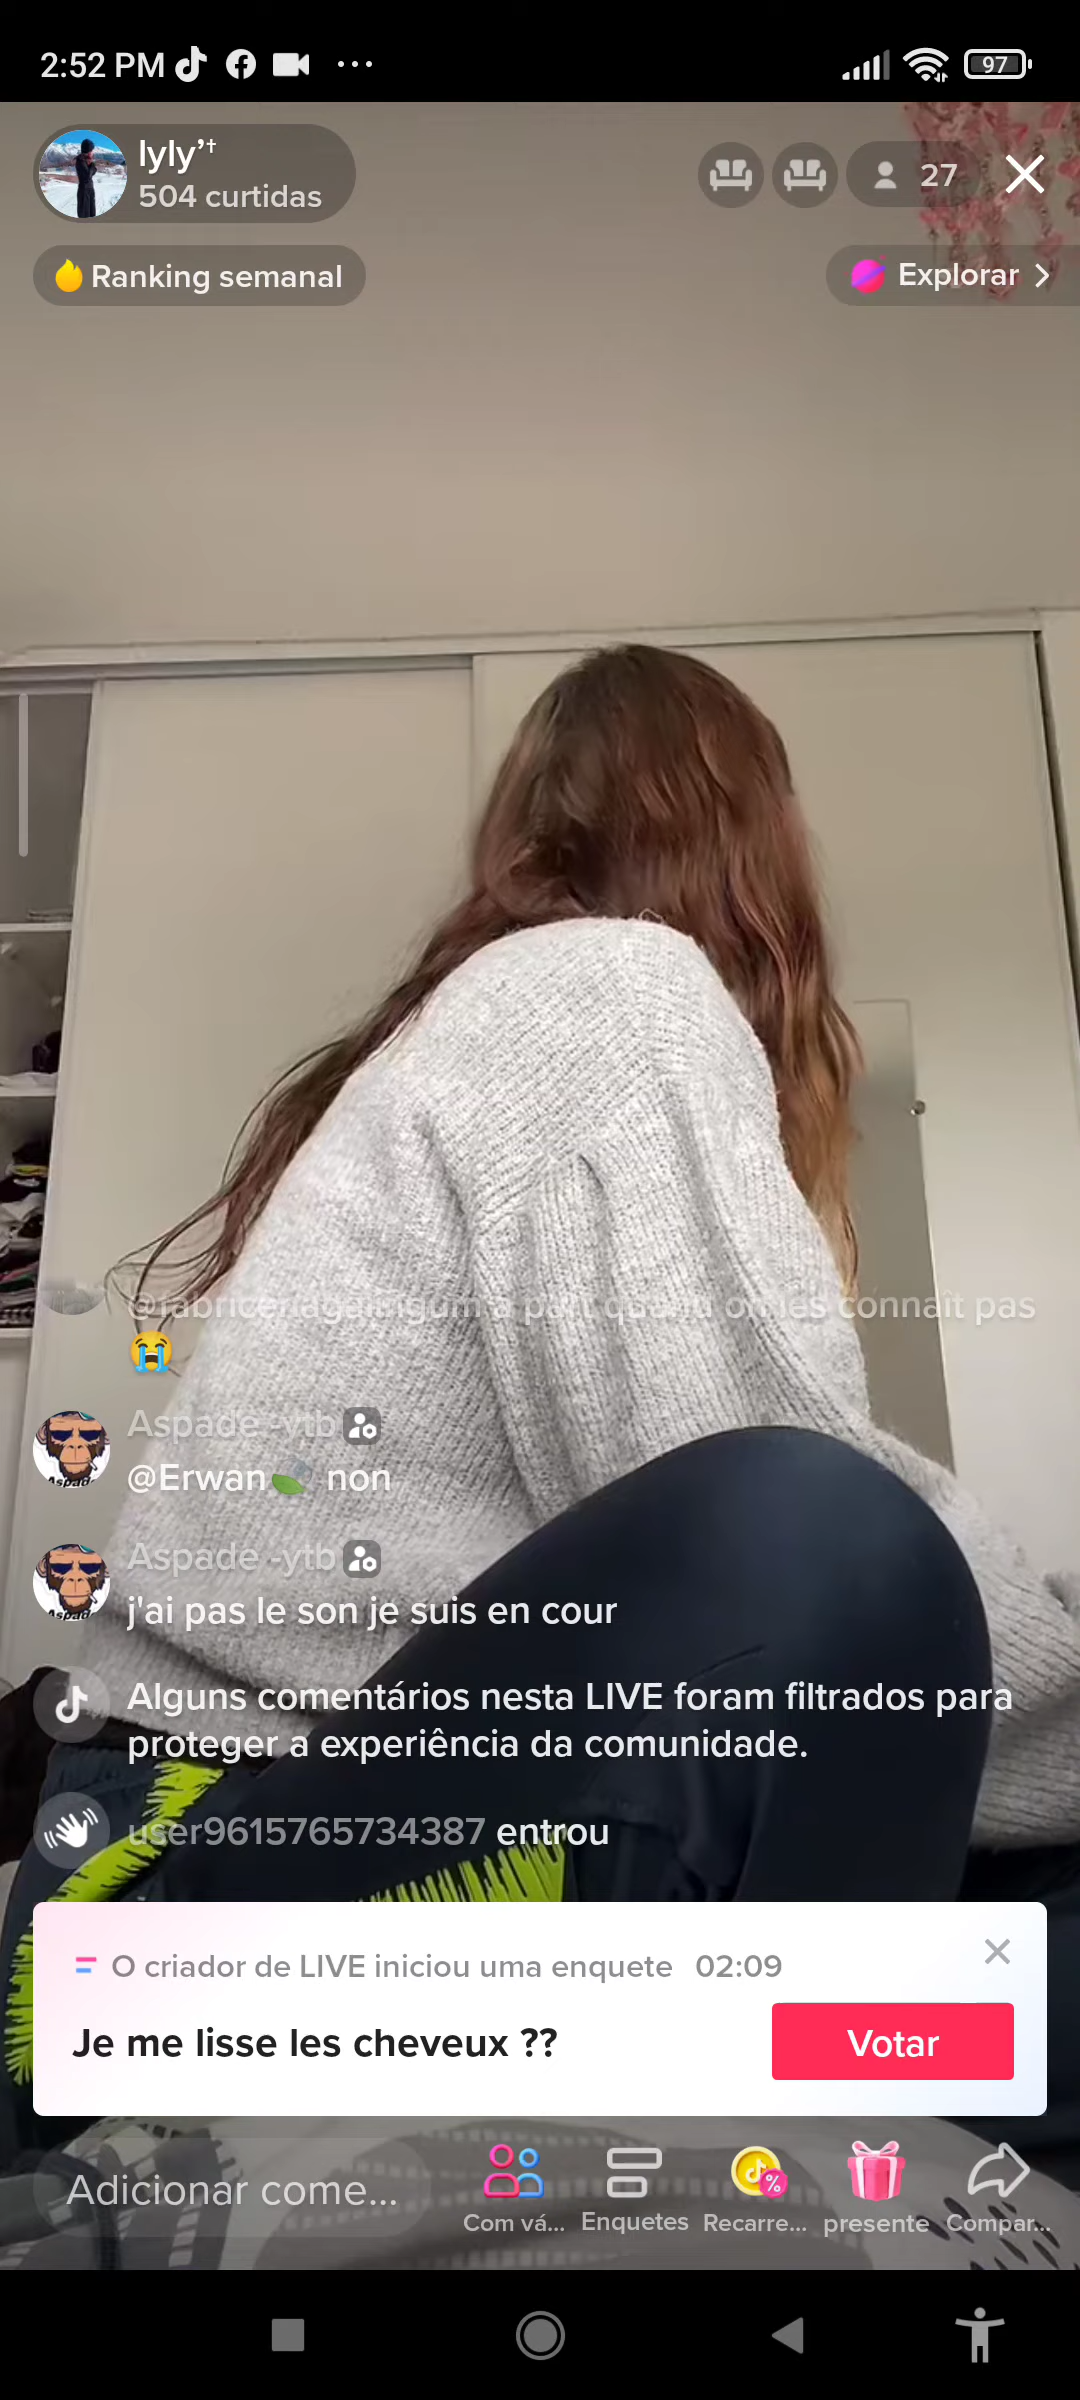 2:52 PM
97
lyly’†
504 curtidas
27
Ranking semanal
Explorar
on les connaît pas
😭
Aspade -ytb
@Erwan🍃 non
Aspade -ytb
j'ai pas le son je suis en cour
Alguns comentários nesta LIVE foram filtrados para
proteger a experiência da comunidade.
user9615765734387 entrou
O criador de LIVE iniciou uma enquete 02:09
Je me lisse les cheveux ??
Votar
Adicionar come...
Com vá...
Enquetes
Recarre...
presente
Compar...